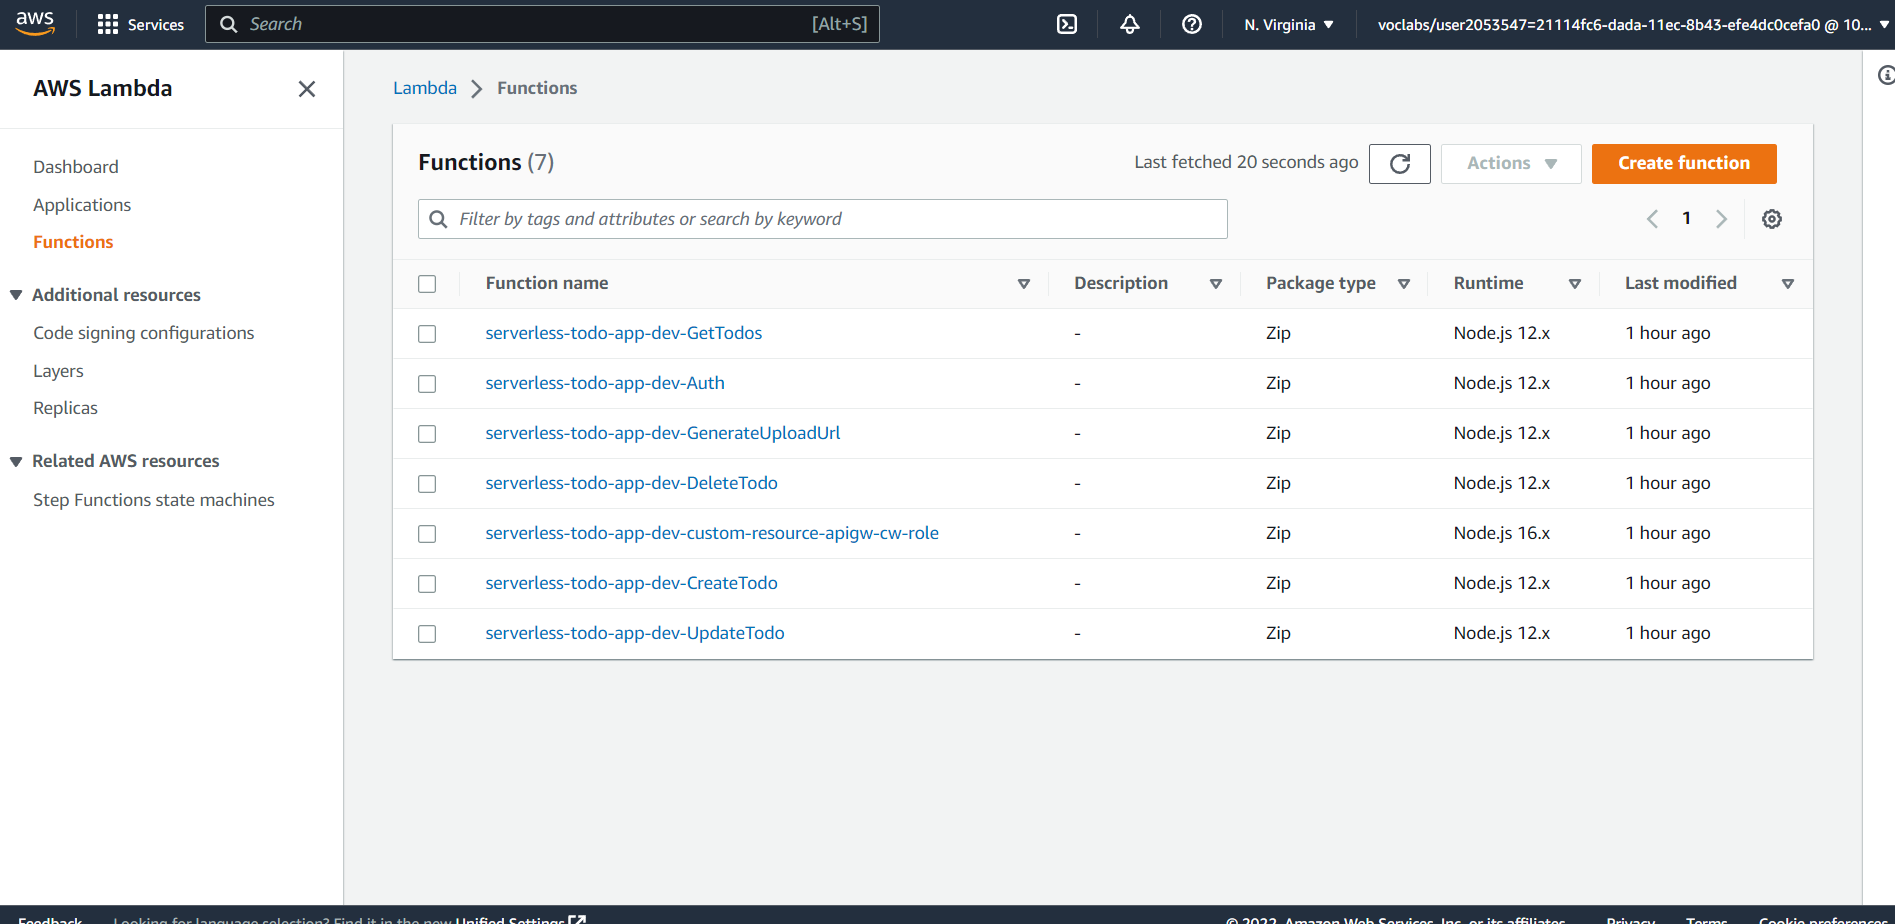 aws Services Search [Alt+S] N. Virginia voclabs/user2053547=21114fc6-dada-11ec-8b43-efe4dc0cefa0 @ 10...
AWS Lambda
Dashboard
Applications
Functions
Additional resources
Code signing configurations
Layers
Replicas
Related AWS resources
Step Functions state machines
Lambda Functions
Functions (7) Last fetched 20 seconds ago Actions Create function
Filter by tags and attributes or search by keyword 1
Function name Description Package type Runtime Last modified
serverless-todo-app-dev-GetTodos - Zip Node.js 12.x 1 hour ago
serverless-todo-app-dev-Auth - Zip Node.js 12.x 1 hour ago
serverless-todo-app-dev-GenerateUploadUrl - Zip Node.js 12.x 1 hour ago
serverless-todo-app-dev-DeleteTodo - Zip Node.js 12.x 1 hour ago
serverless-todo-app-dev-custom-resource-apigw-cw-role - Zip Node.js 16.x 1 hour ago
serverless-todo-app-dev-CreateTodo - Zip Node.js 12.x 1 hour ago
serverless-todo-app-dev-UpdateTodo - Zip Node.js 12.x 1 hour ago
Feedback Looking for language selection? Find it in the new Unified Settings © 2022, Amazon Web Services, Inc. or its affiliates. Privacy Terms Cookie preferences